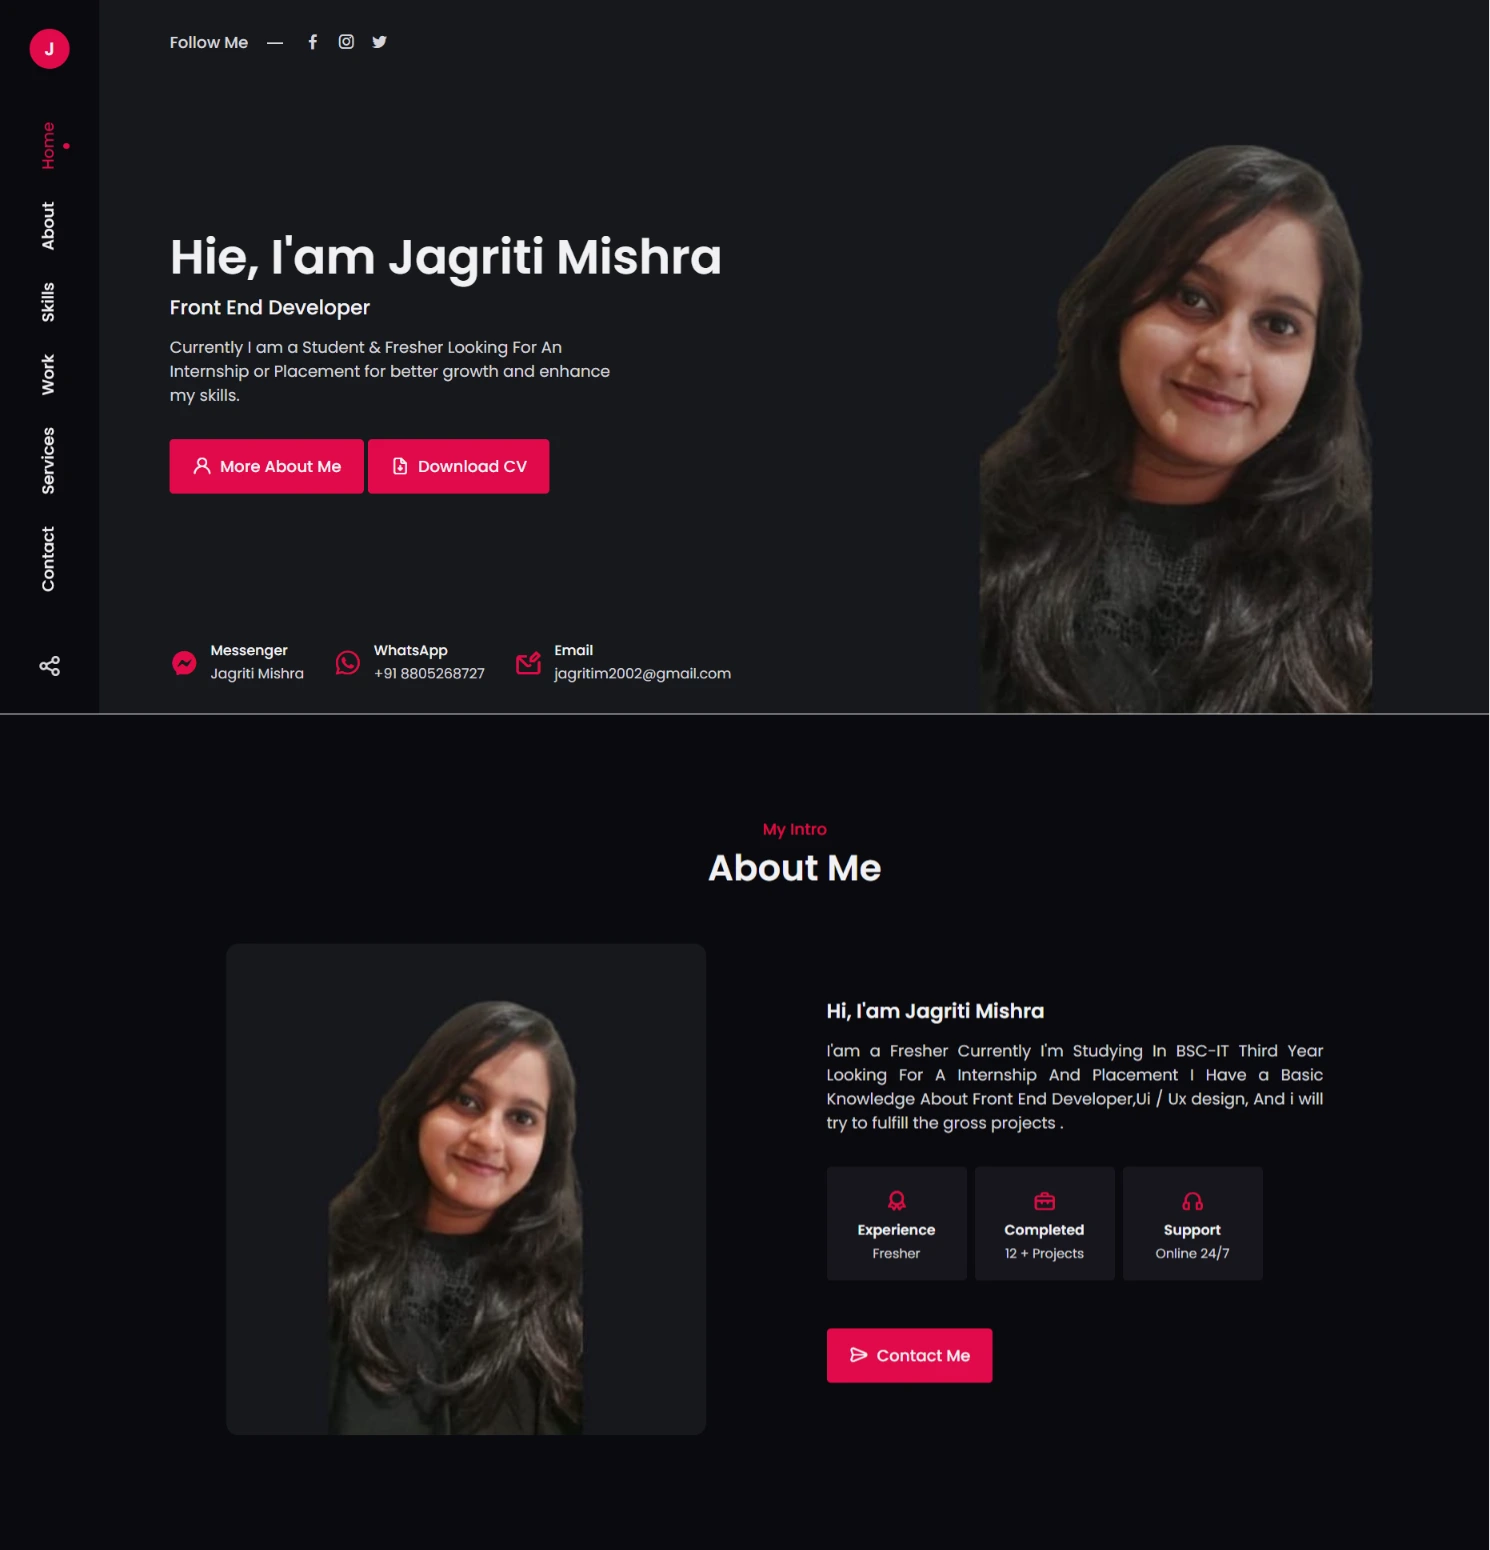 J
Home
About
Skills
Work
Services
Contact
Follow Me
Hie, I'am Jagriti Mishra
Front End Developer
Currently I am a Student & Fresher Looking For An
Internship or Placement for better growth and enhance
my skills.
More About Me
Download CV
Messenger
Jagriti Mishra
WhatsApp
+91 8805268727
Email
jagritim2002@gmail.com
My Intro
About Me
Hi, I'am Jagriti Mishra
I'am a Fresher Currently I'm Studying In BSC-IT Third Year
Looking For A Internship And Placement I Have a Basic
Knowledge About Front End Developer,Ui / Ux design, And i will
try to fulfill the gross projects .
Experience
Fresher
Completed
12 + Projects
Support
Online 24/7
Contact Me